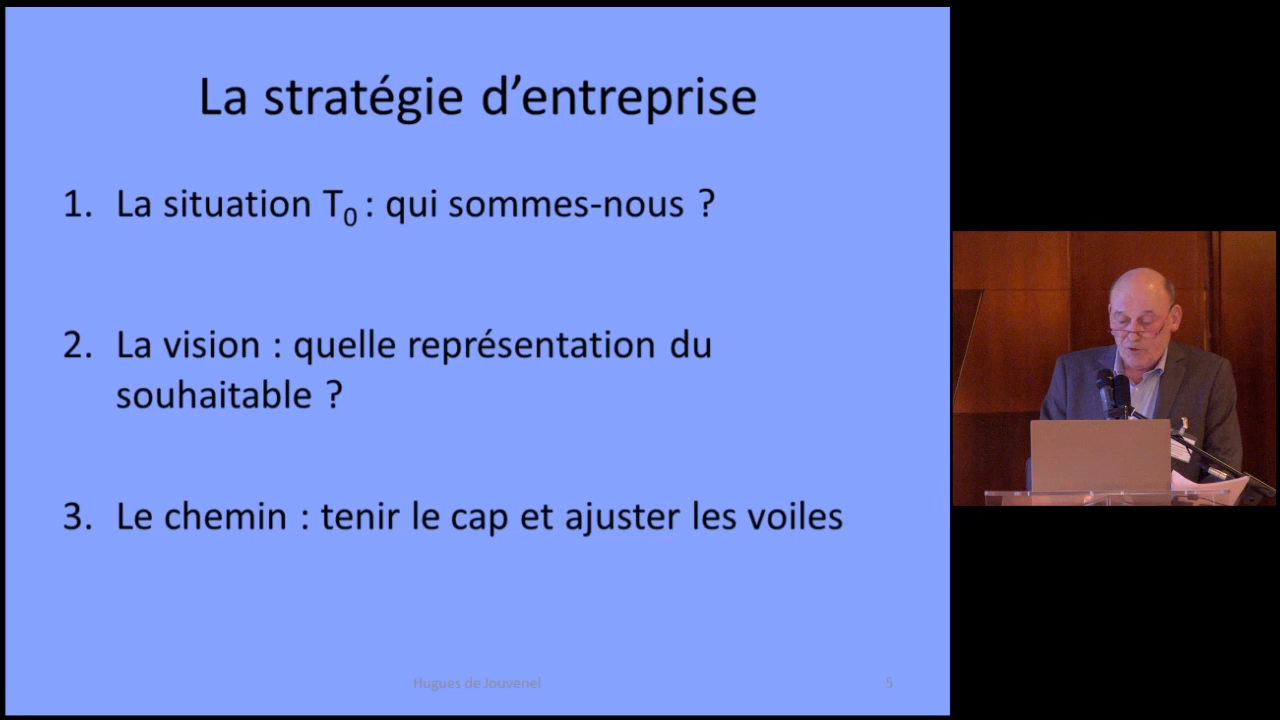 La stratégie d’entreprise
1. La situation T₀ : qui sommes-nous ?
2. La vision : quelle représentation du
souhaitable ?
3. Le chemin : tenir le cap et ajuster les voiles
Hugues de Jouvenel
5